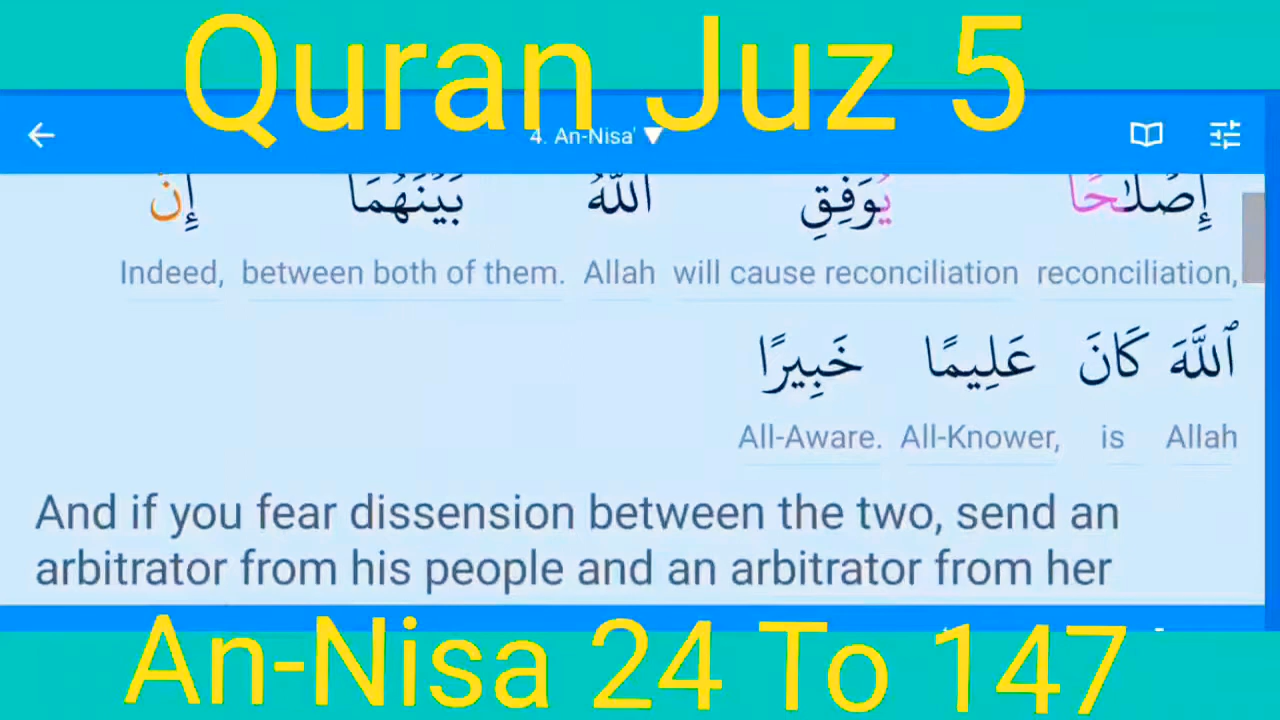 Quran Juz 5
4. An-Nisa' ▼
إِصْلَـٰحًا يُوَفِّقِ ٱللَّهُ بَيْنَهُمَا إِنَّ
Indeed, between both of them. Allah will cause reconciliation reconciliation,
ٱللَّهَ كَانَ عَلِيمًا خَبِيرًا
All-Aware. All-Knower, is Allah
And if you fear dissension between the two, send an
arbitrator from his people and an arbitrator from her
An-Nisa 24 To 147